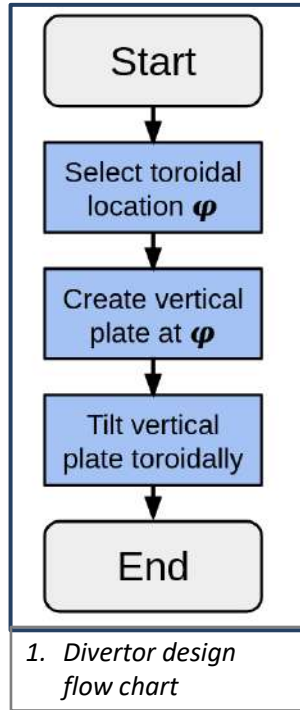 Start
Select toroidal
location φ
Create vertical
plate at φ
Tilt vertical
plate toroidally
End
1. Divertor design
flow chart